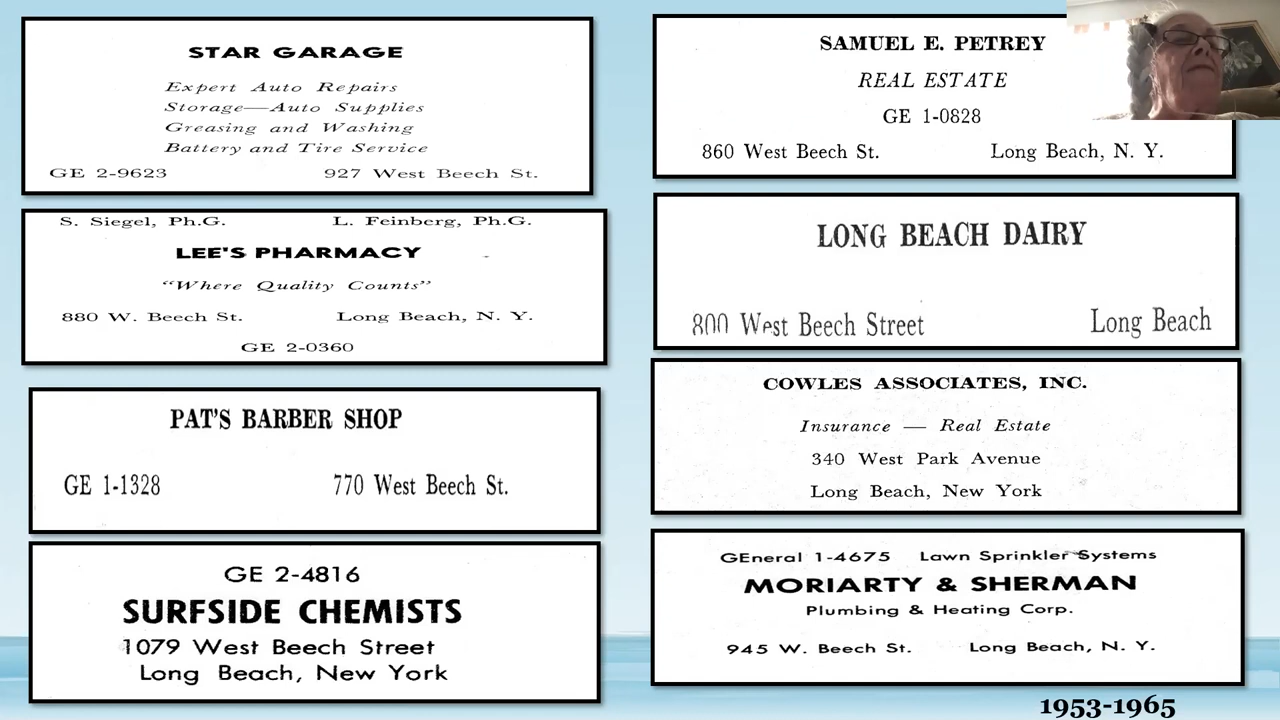 STAR GARAGE
Expert Auto Repairs
Storage—Auto Supplies
Greasing and Washing
Battery and Tire Service
GE 2-9623 927 West Beech St.
S. Siegel, Ph.G. L. Feinberg, Ph.G.
LEE'S PHARMACY
"Where Quality Counts"
880 W. Beech St. Long Beach, N. Y.
GE 2-0360
PAT'S BARBER SHOP
GE 1-1328 770 West Beech St.
GE 2-4816
SURFSIDE CHEMISTS
1079 West Beech Street
Long Beach, New York
SAMUEL E. PETREY
REAL ESTATE
GE 1-0828
860 West Beech St. Long Beach, N. Y.
LONG BEACH DAIRY
800 West Beech Street Long Beach
COWLES ASSOCIATES, INC.
Insurance — Real Estate
340 West Park Avenue
Long Beach, New York
GEneral 1-4675 Lawn Sprinkler Systems
MORIARTY & SHERMAN
Plumbing & Heating Corp.
945 W. Beech St. Long Beach, N. Y.
1953-1965